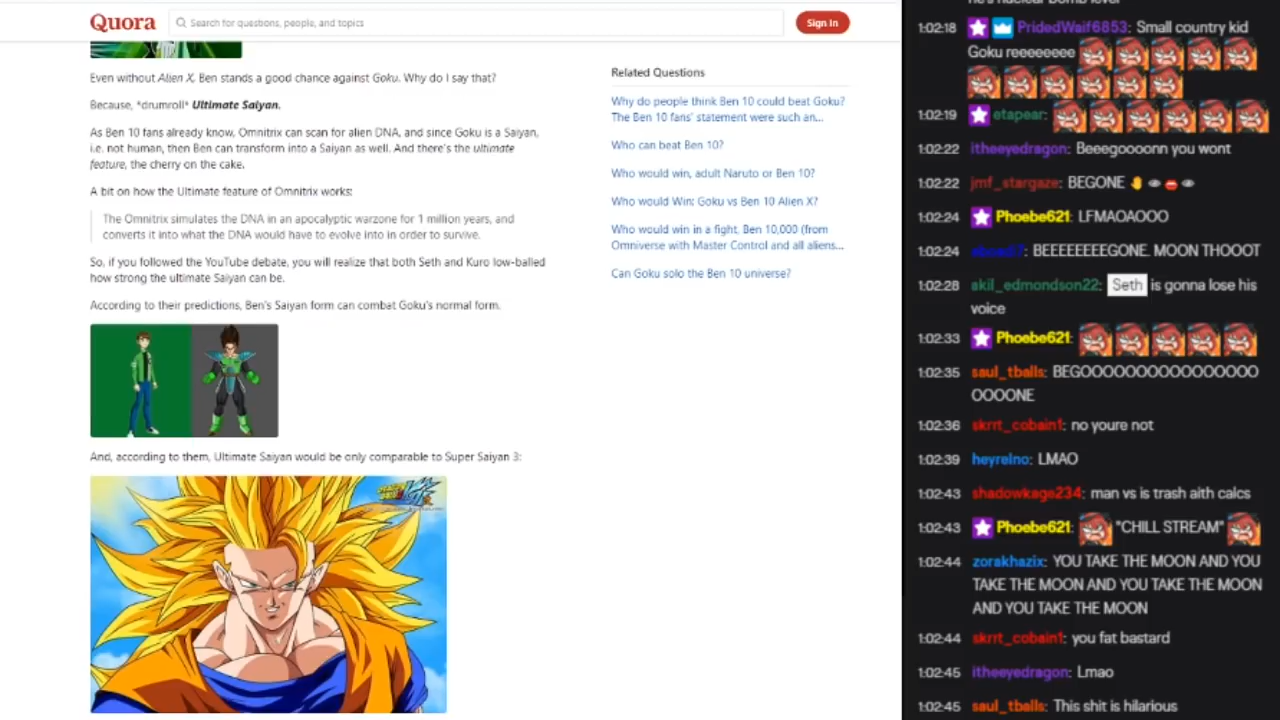 Quora
Search for questions, people, and topics
Sign In
Even without Alien X, Ben stands a good chance against Goku. Why do I say that?
Because, *drumroll* Ultimate Saiyan.
As Ben 10 fans already know, Omnitrix can scan for alien DNA, and since Goku is a Saiyan,
i.e. not human, then Ben can transform into a Saiyan as well. And there's the ultimate
feature, the cherry on the cake.
A bit on how the Ultimate feature of Omnitrix works:
The Omnitrix simulates the DNA in an apocalyptic warzone for 1 million years, and
converts it into what the DNA would have to evolve into in order to survive.
So, if you followed the YouTube debate, you will realize that both Seth and Kuro low-balled
how strong the ultimate Saiyan can be.
According to their predictions, Ben's Saiyan form can combat Goku's normal form.
And, according to them, Ultimate Saiyan would be only comparable to Super Saiyan 3:
Related Questions
Why do people think Ben 10 could beat Goku?
The Ben 10 fans' statement were such an...
Who can beat Ben 10?
Who would win, adult Naruto or Ben 10?
Who would Win: Goku vs Ben 10 Alien X?
Who would win in a fight, Ben 10,000 (from
Omniverse with Master Control and all aliens...
Can Goku solo the Ben 10 universe?
1:02:18 PridedWaif6853: Small country kid
Goku reeeeeeee
1:02:19 etapear:
1:02:22 itheeyedragon: Beeegoooonn you wont
1:02:22 jmf_stargaze: BEGONE 🤚👁👄👁
1:02:24 Phoebe621: LFMAOAOOO
1:02:24 BEEEEEEEEGONE. MOON THOOOT
1:02:28 akil_edmondson22: Seth is gonna lose his
voice
1:02:33 Phoebe621:
1:02:35 saul_tballs: BEGOOOOOOOOOOOOOOOOO
OOOONE
1:02:36 skrrt_cobain1: no youre not
1:02:39 heyrelno: LMAO
1:02:43 shadowkage234: man vs is trash aith calcs
1:02:43 Phoebe621: "CHILL STREAM"
1:02:44 zorakhazix: YOU TAKE THE MOON AND YOU
TAKE THE MOON AND YOU TAKE THE MOON
AND YOU TAKE THE MOON
1:02:44 skrrt_cobain1: you fat bastard
1:02:45 itheeyedragon: Lmao
1:02:45 saul_tballs: This shit is hilarious